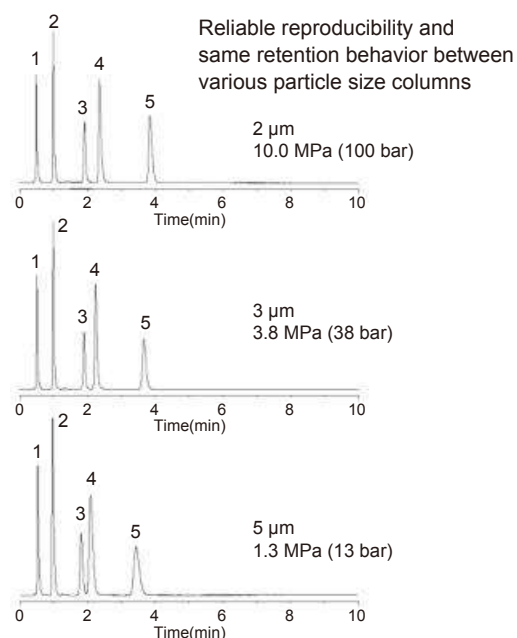 Reliable reproducibility and
same retention behavior between
various particle size columns
1
2
3
4
5
2 µm
10.0 MPa (100 bar)
0 2 4 6 8 10
Time(min)
1
2
3
4
5
3 µm
3.8 MPa (38 bar)
0 2 4 6 8 10
Time(min)
1
2
3
4
5
5 µm
1.3 MPa (13 bar)
0 2 4 6 8 10
Time(min)